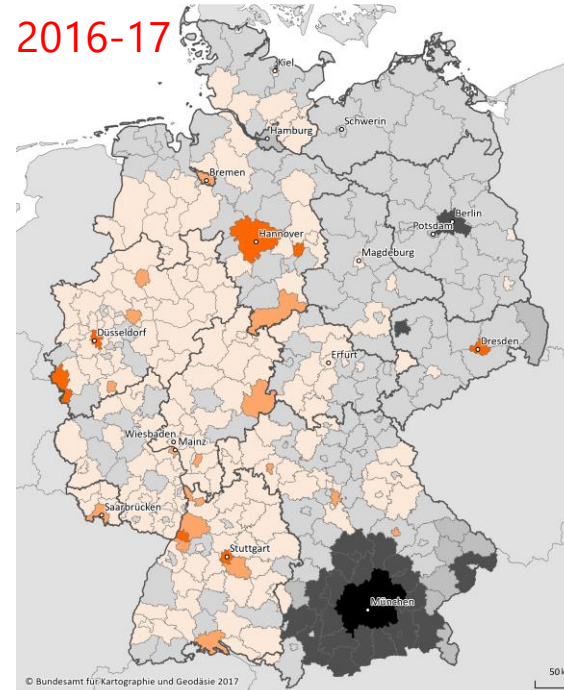 2016-17
Kiel
Schwerin
Hamburg
Bremen
Berlin
Potsdam
Hannover
Magdeburg
Düsseldorf
Dresden
Erfurt
Wiesbaden
Mainz
Saarbrücken
Stuttgart
München
50 k
© Bundesamt für Kartographie und Geodäsie 2017